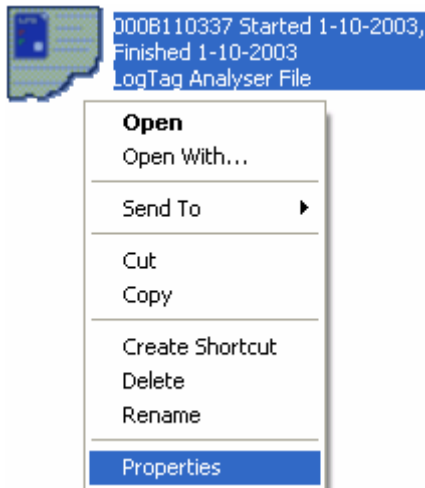 000B110337 Started 1-10-2003,
Finished 1-10-2003
LogTag Analyser File
Open
Open With...
Send To
Cut
Copy
Create Shortcut
Delete
Rename
Properties